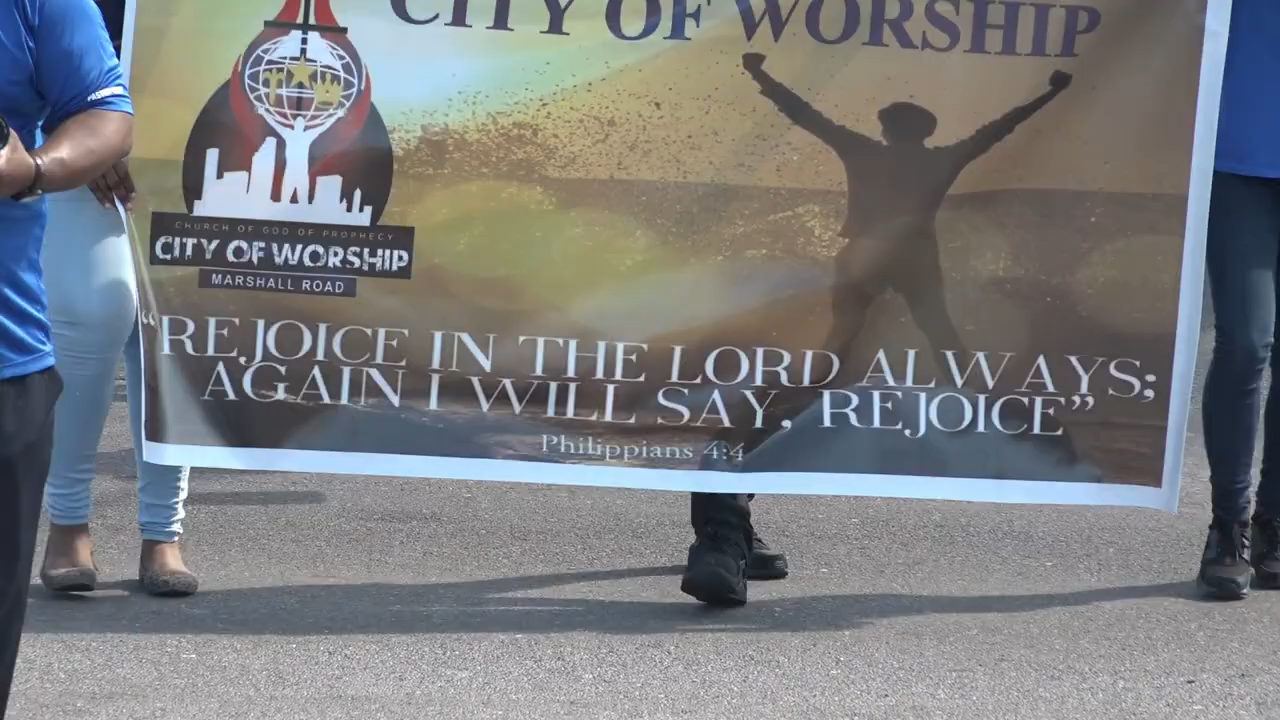 CITY OF WORSHIP
CHURCH OF GOD OF PROPHECY
CITY OF WORSHIP
MARSHALL ROAD
“REJOICE IN THE LORD ALWAYS;
AGAIN I WILL SAY, REJOICE”
Philippians 4:4